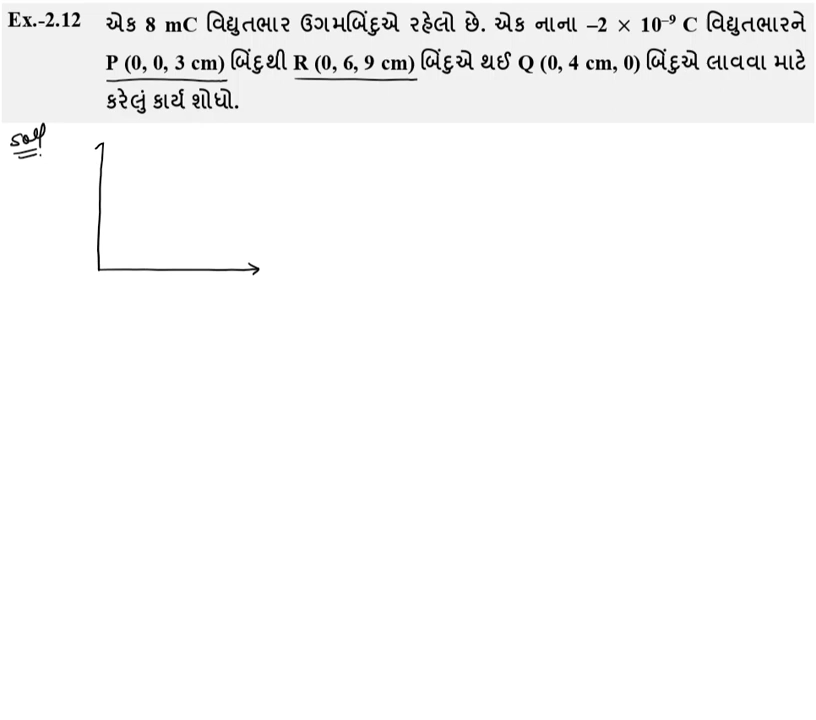 Ex.-2.12 એક 8 mC વિદ્યુતભાર ઉગમબિંદુએ રહેલો છે. એક નાના –2 × 10⁻⁹ C વિદ્યુતભારને
P (0, 0, 3 cm) બિંદુથી R (0, 6, 9 cm) બિંદુએ થઈ Q (0, 4 cm, 0) બિંદુએ લાવવા માટે
કરેલું કાર્ય શોધો.